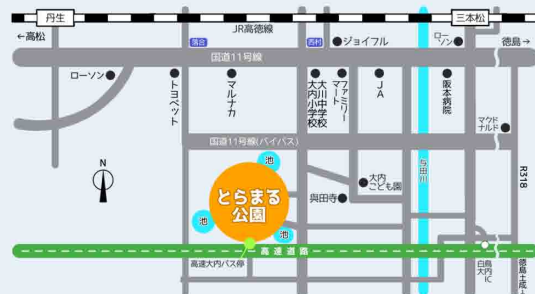 丹生
三本松
JR高徳線
←高松
徳島→
落合
西村
ジョイフル
ロー
ソン
国道11号線
ローソン
トヨペット
マルナカ
大内小学校
大川中学校
ファミリー
マート
JA
阪本病院
マクド
ナルド
国道11号線(バイパス)
与田川
R318
N
池
とらまる
公園
池
池
大内
こども園
與田寺
高速道路
高速大内バス停
白鳥
大内
IC